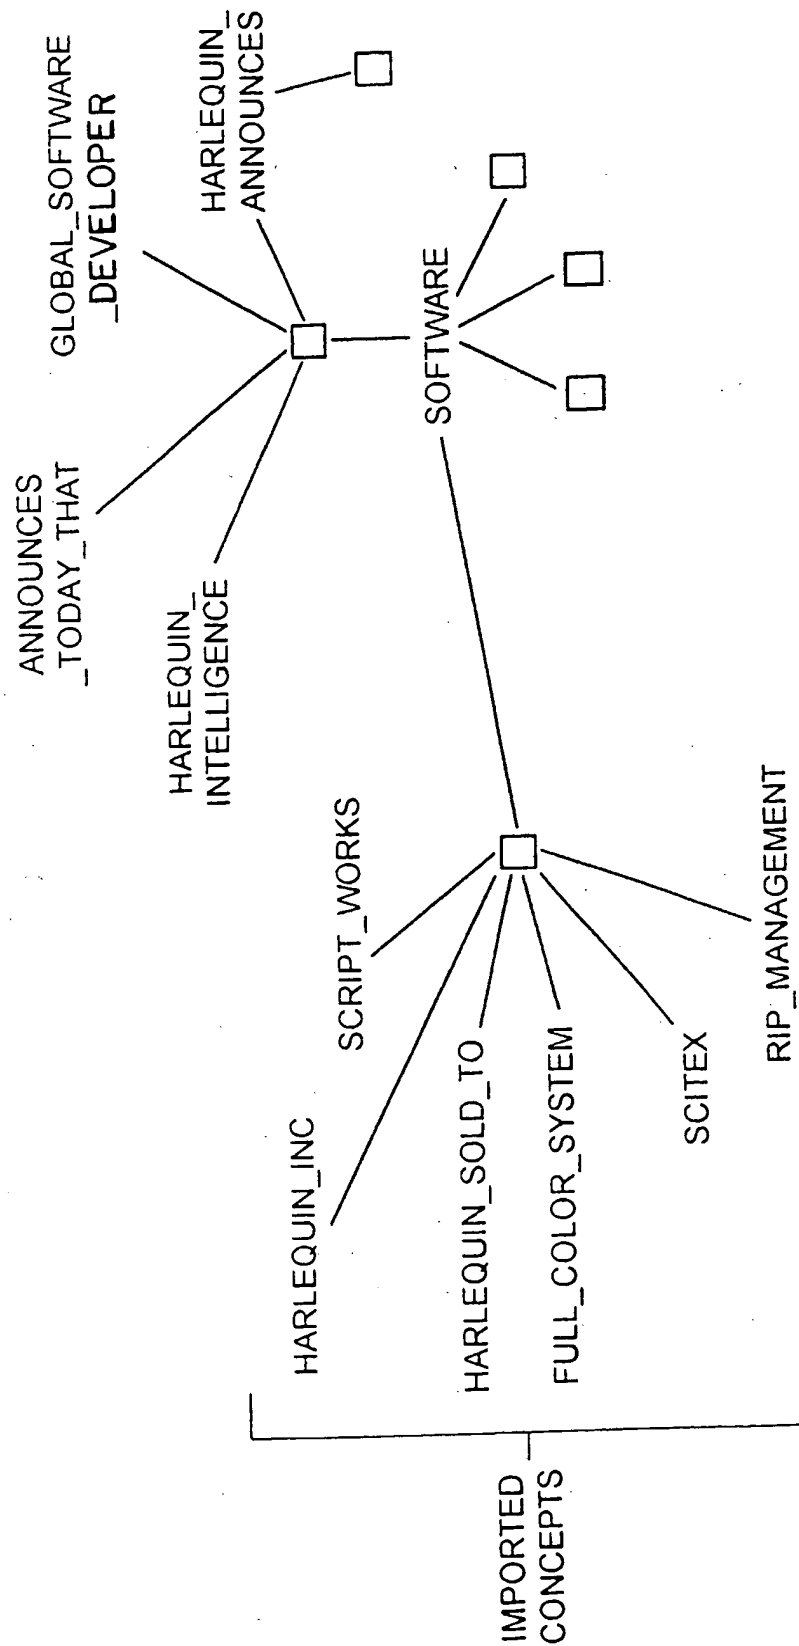 GLOBAL_SOFTWARE
_DEVELOPER
ANNOUNCES
_TODAY_THAT
HARLEQUIN_
ANNOUNCES
HARLEQUIN_
INTELLIGENCE
SOFTWARE
SCRIPT_WORKS
HARLEQUIN_INC
HARLEQUIN_SOLD_TO
FULL_COLOR_SYSTEM
SCITEX
RIP_MANAGEMENT
IMPORTED
CONCEPTS